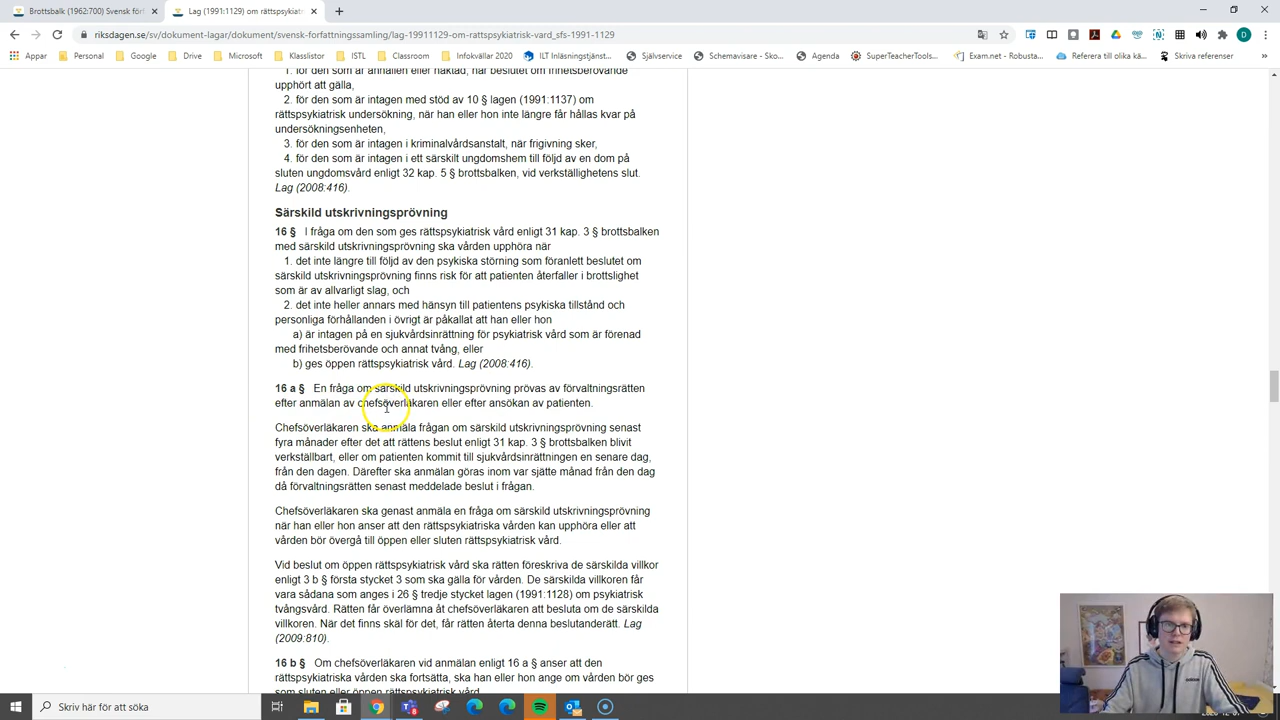 Brottsbalk (1962:700) Svensk förf
Lag (1991:1129) om rättspsykiatr
riksdagen.se/sv/dokument-lagar/dokument/svensk-forfattningssamling/lag-19911129-om-rattspsykiatrisk-vard_sfs-1991-1129
Appar Personal Google Drive Microsoft Klasslistor ISTL Classroom Infokvällar 2020 ILT Inläsningstjänst... Självservice Schemavisare - Sko... Agenda SuperTeacherTools... Exam.net - Robusta... Referera till olika kä... Skriva referenser
1. för den som är anhållen eller häktad, när beslutet om frihetsberövande
upphört att gälla,
2. för den som är intagen med stöd av 10 § lagen (1991:1137) om
rättspsykiatrisk undersökning, när han eller hon inte längre får hållas kvar på
undersökningsenheten,
3. för den som är intagen i kriminalvårdsanstalt, när frigivning sker,
4. för den som är intagen i ett särskilt ungdomshem till följd av en dom på
sluten ungdomsvård enligt 32 kap. 5 § brottsbalken, vid verkställighetens slut.
Lag (2008:416).
Särskild utskrivningsprövning
16 § I fråga om den som ges rättspsykiatrisk vård enligt 31 kap. 3 § brottsbalken
med särskild utskrivningsprövning ska vården upphöra när
1. det inte längre till följd av den psykiska störning som föranlett beslutet om
särskild utskrivningsprövning finns risk för att patienten återfaller i brottslighet
som är av allvarligt slag, och
2. det inte heller annars med hänsyn till patientens psykiska tillstånd och
personliga förhållanden i övrigt är påkallat att han eller hon
a) är intagen på en sjukvårdsinrättning för psykiatrisk vård som är förenad
med frihetsberövande och annat tvång, eller
b) ges öppen rättspsykiatrisk vård. Lag (2008:416).
16 a § En fråga om särskild utskrivningsprövning prövas av förvaltningsrätten
efter anmälan av chefsöverläkaren eller efter ansökan av patienten.
Chefsöverläkaren ska anmäla frågan om särskild utskrivningsprövning senast
fyra månader efter det att rättens beslut enligt 31 kap. 3 § brottsbalken blivit
verkställbart, eller om patienten kommit till sjukvårdsinrättningen en senare dag,
från den dagen. Därefter ska anmälan göras inom var sjätte månad från den dag
då förvaltningsrätten senast meddelade beslut i frågan.
Chefsöverläkaren ska genast anmäla en fråga om särskild utskrivningsprövning
när han eller hon anser att den rättspsykiatriska vården kan upphöra eller att
vården bör övergå till öppen eller sluten rättspsykiatrisk vård.
Vid beslut om öppen rättspsykiatrisk vård ska rätten föreskriva de särskilda villkor
enligt 3 b § första stycket 3 som ska gälla för vården. De särskilda villkoren får
vara sådana som anges i 26 § tredje stycket lagen (1991:1128) om psykiatrisk
tvångsvård. Rätten får överlämna åt chefsöverläkaren att besluta om de särskilda
villkoren. När det finns skäl för det, får rätten återta denna beslutanderätt. Lag
(2009:810).
16 b § Om chefsöverläkaren vid anmälan enligt 16 a § anser att den
rättspsykiatriska vården ska fortsätta, ska han eller hon ange om vården bör ges
som sluten eller öppen rättspsykiatrisk vård.
Skriv här för att söka